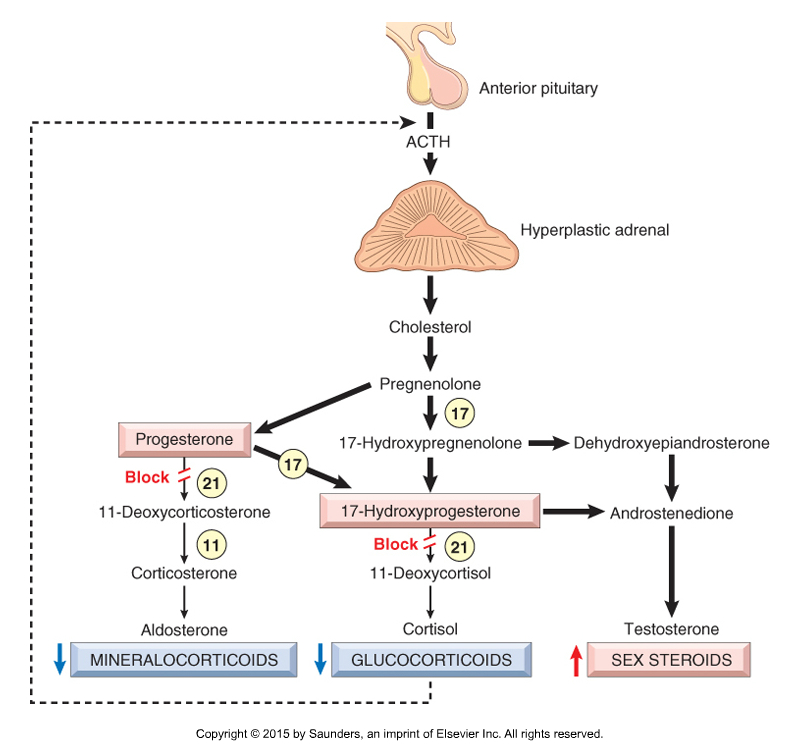 Anterior pituitary
ACTH
Hyperplastic adrenal
Cholesterol
Pregnenolone
17
Progesterone
17-Hydroxypregnenolone
Dehydroxyepiandrosterone
17
Block
21
11-Deoxycorticosterone
17-Hydroxyprogesterone
Androstenedione
11
Block
21
Corticosterone
11-Deoxycortisol
Aldosterone
Cortisol
Testosterone
MINERALOCORTICOIDS
GLUCOCORTICOIDS
SEX STEROIDS
Copyright © 2015 by Saunders, an imprint of Elsevier Inc. All rights reserved.